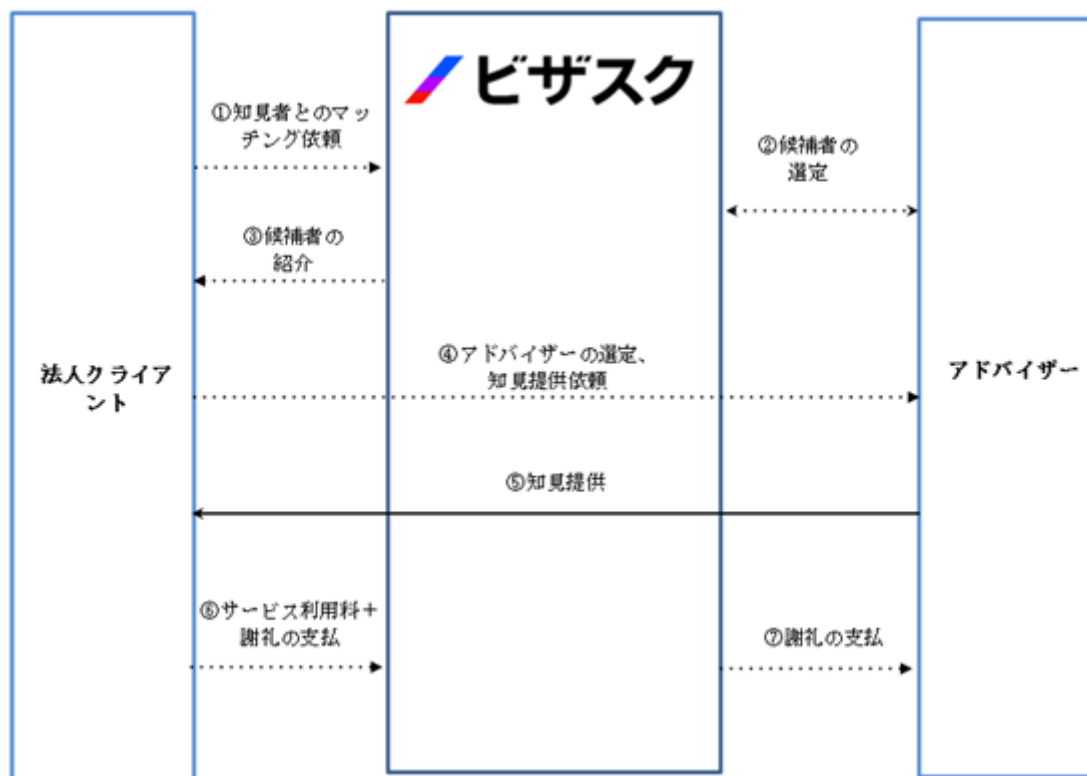 ビザスク
①知見者とのマッ
チング依頼
②候補者の
選定
③候補者の
紹介
④アドバイザーの選定、
知見提供依頼
法人クライア
ント
アドバイザー
⑤知見提供
⑥サービス利用料＋
謝礼の支払
⑦謝礼の支払